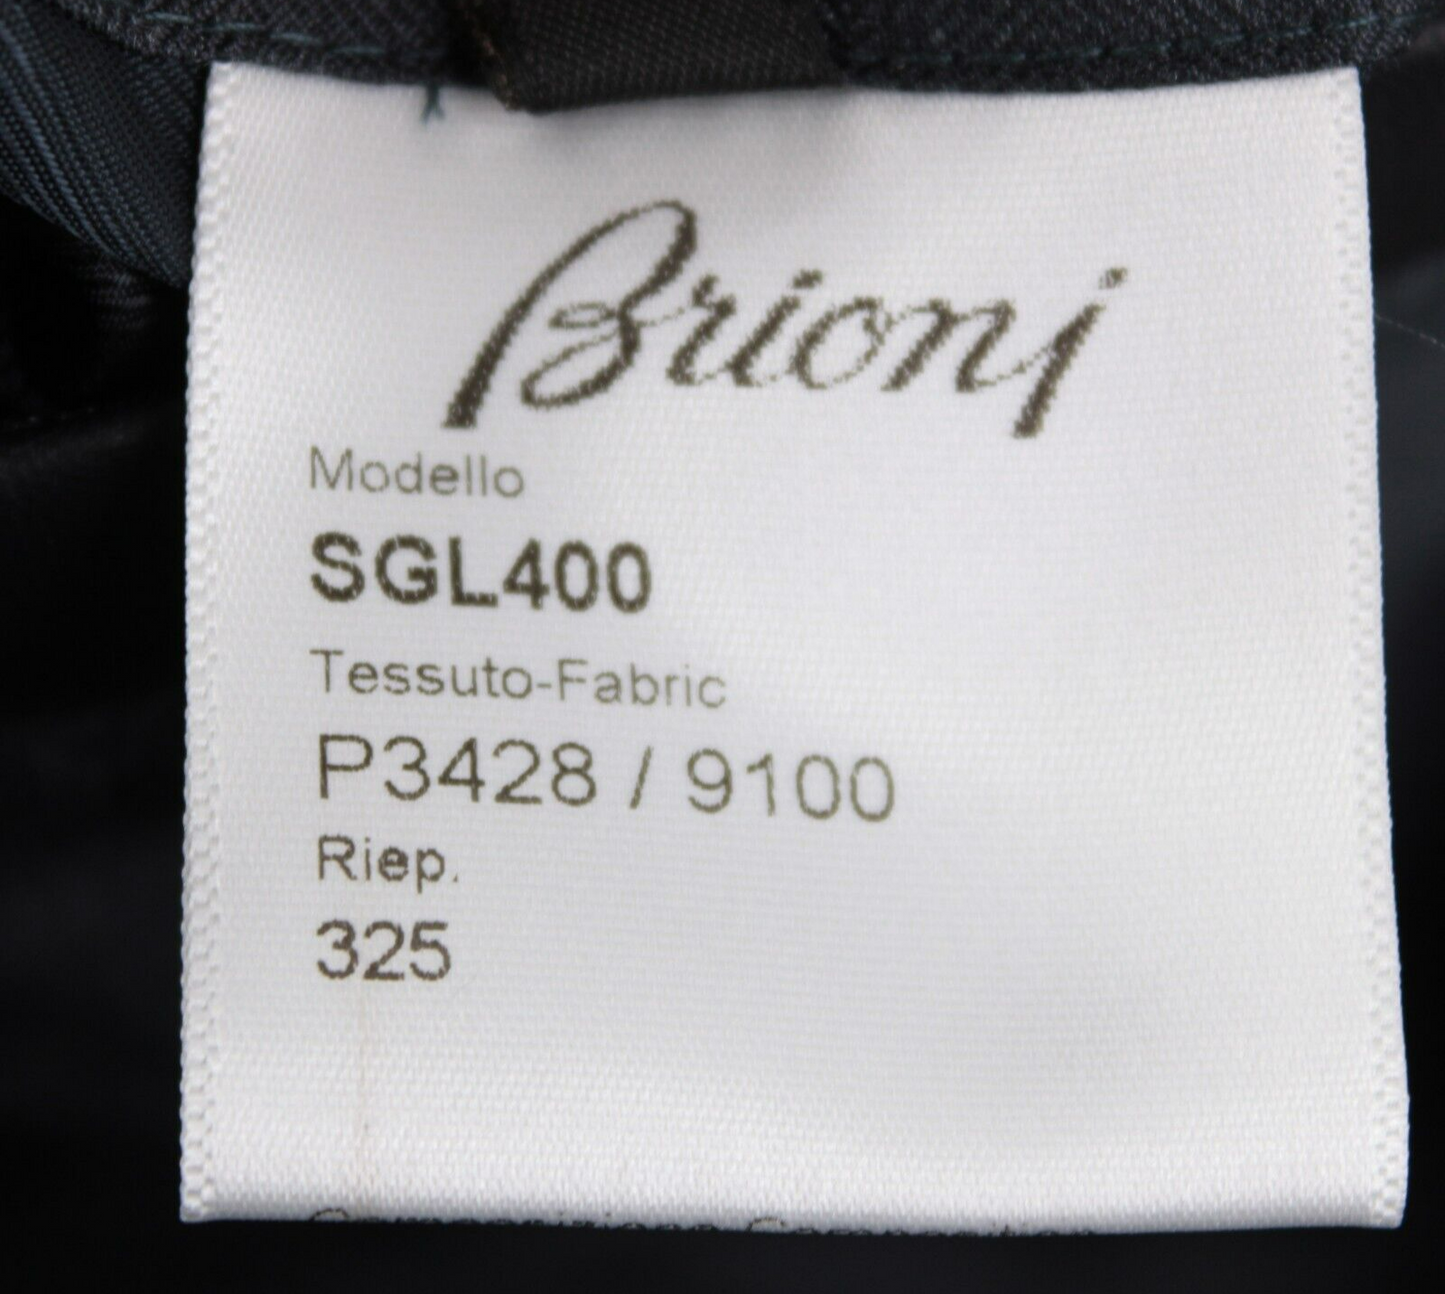 Brioni
Modello
SGL400
Tessuto-Fabric
P3428 / 9100
Riep.
325